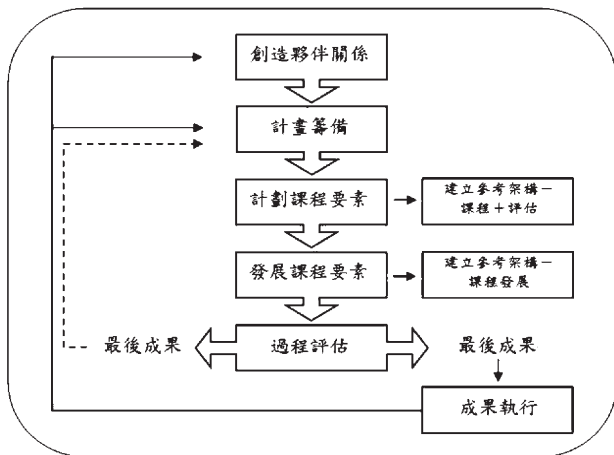 創造夥伴關係
計畫籌備
計劃課程要素
建立參考架構－
課程＋評估
發展課程要素
建立參考架構－
課程發展
最後成果
過程評估
最後成果
成果執行